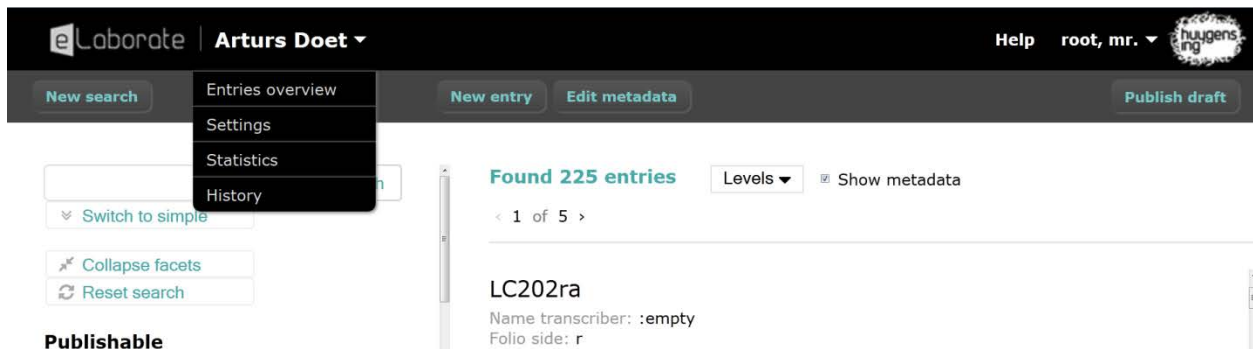 eLaborate Arturs Doet Help root, mr. huygens ing
New search New entry Edit metadata Publish draft
Entries overview
Settings
Statistics
History
h
Switch to simple
Collapse facets
Reset search
Publishable
Found 225 entries Levels Show metadata
‹ 1 of 5 ›
LC202ra
Name transcriber: :empty
Folio side: r